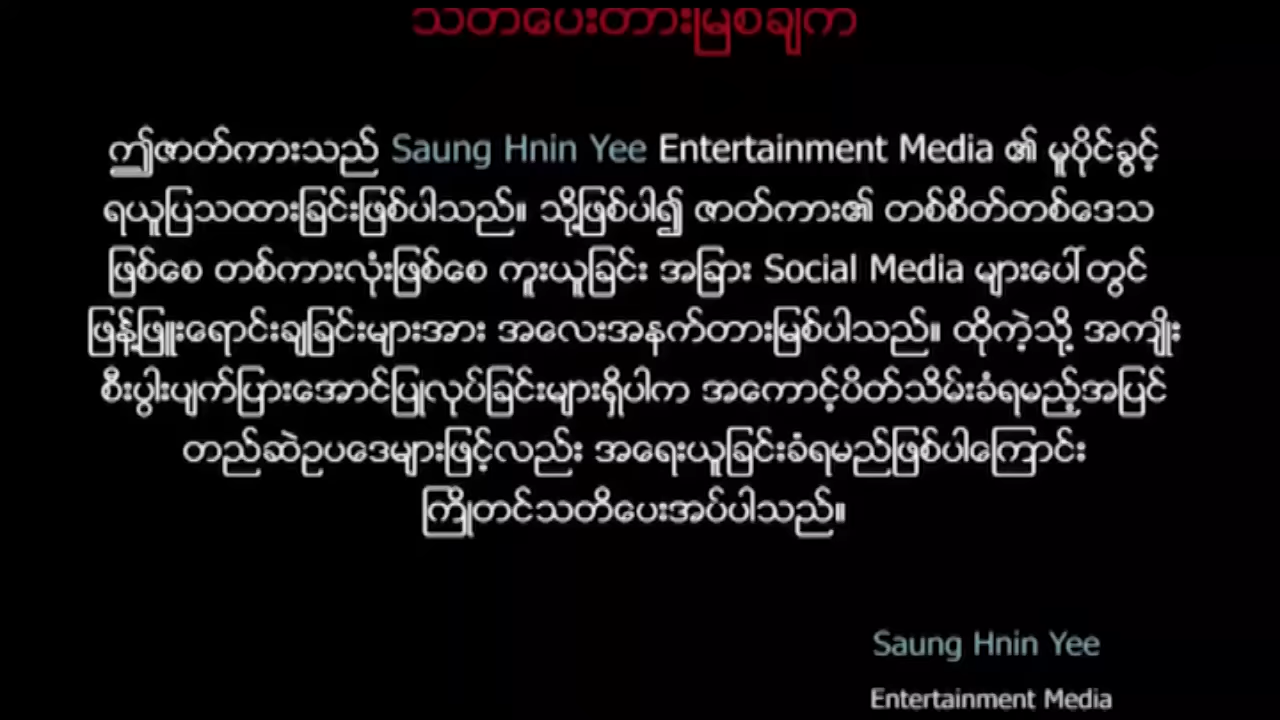 သတိပေးတားမြစ်ချက်
ဤဇာတ်ကားသည် Saung Hnin Yee Entertainment Media ၏ မူပိုင်ခွင့်
ရယူပြသထားခြင်းဖြစ်ပါသည်။ သို့ဖြစ်ပါ၍ ဇာတ်ကား၏ တစ်စိတ်တစ်ဒေသ
ဖြစ်စေ တစ်ကားလုံးဖြစ်စေ ကူးယူခြင်း အခြား Social Media များပေါ်တွင်
ဖြန့်ဖြူးရောင်းချခြင်းများအား အလေးအနက်တားမြစ်ပါသည်။ ထိုကဲ့သို့ အကျိုး
စီးပွါးပျက်ပြားအောင်ပြုလုပ်ခြင်းများရှိပါက အကောင့်ပိတ်သိမ်းခံရမည့်အပြင်
တည်ဆဲဥပဒေများဖြင့်လည်း အရေးယူခြင်းခံရမည်ဖြစ်ပါကြောင်း
ကြိုတင်သတိပေးအပ်ပါသည်။
Saung Hnin Yee
Entertainment Media